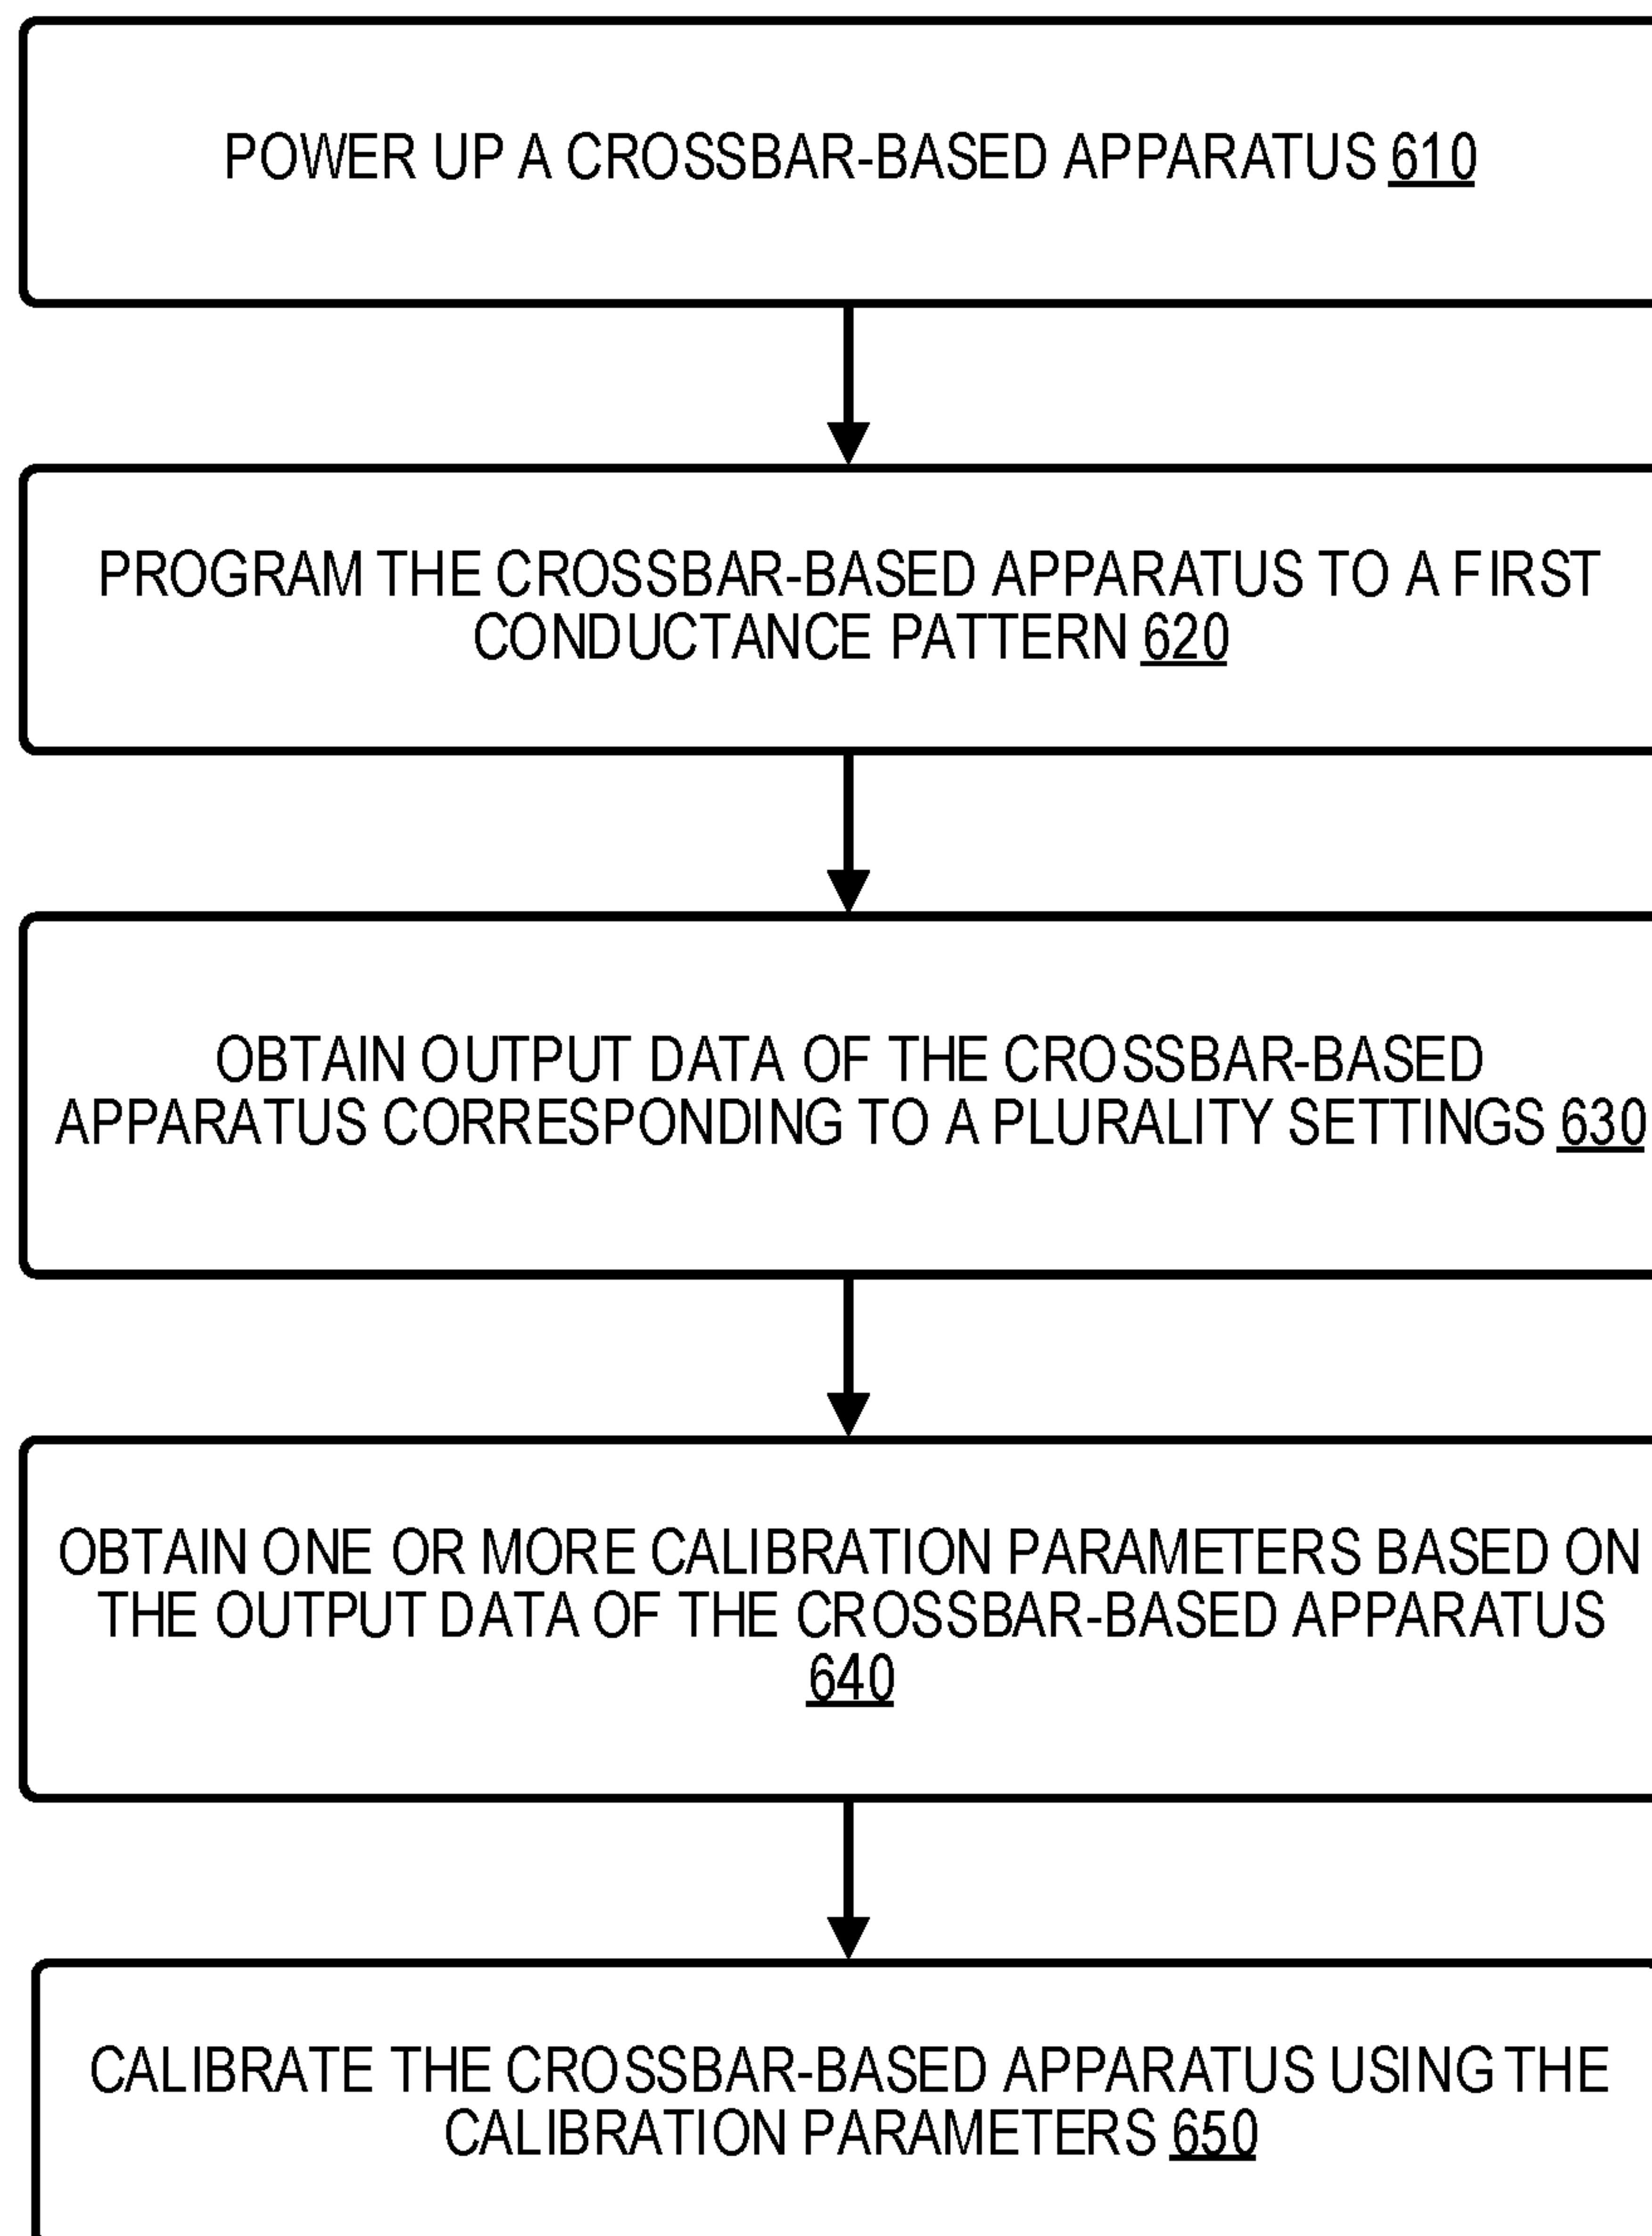 POWER UP A CROSSBAR-BASED APPARATUS 610
PROGRAM THE CROSSBAR-BASED APPARATUS TO A FIRST
CONDUCTANCE PATTERN 620
OBTAIN OUTPUT DATA OF THE CROSSBAR-BASED
APPARATUS CORRESPONDING TO A PLURALITY SETTINGS 630
OBTAIN ONE OR MORE CALIBRATION PARAMETERS BASED ON
THE OUTPUT DATA OF THE CROSSBAR-BASED APPARATUS
640
CALIBRATE THE CROSSBAR-BASED APPARATUS USING THE
CALIBRATION PARAMETERS 650